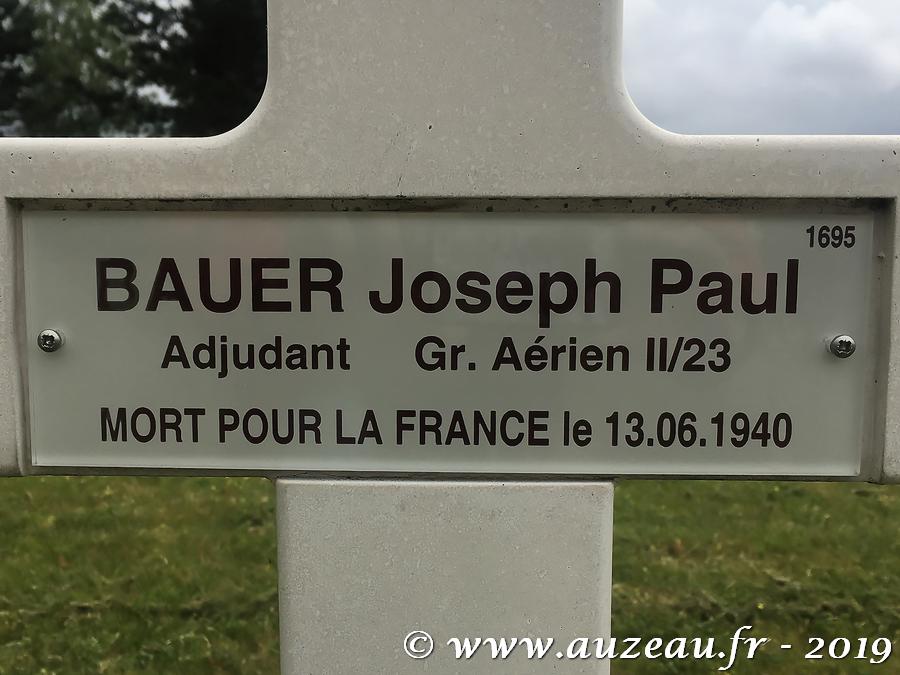 1695
BAUER Joseph Paul
Adjudant Gr. Aérien II/23
MORT POUR LA FRANCE le 13.06.1940
© www.auzeau.fr - 2019